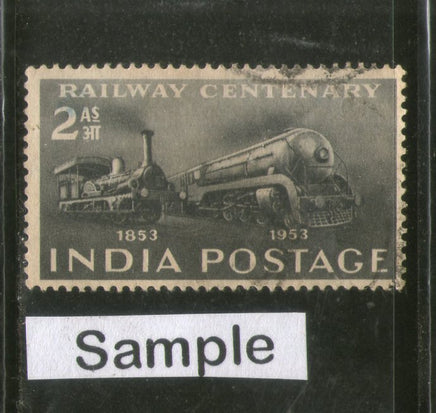 RAILWAY CENTENARY
2 AS
आ
1853 1953
INDIA POSTAGE
Sample